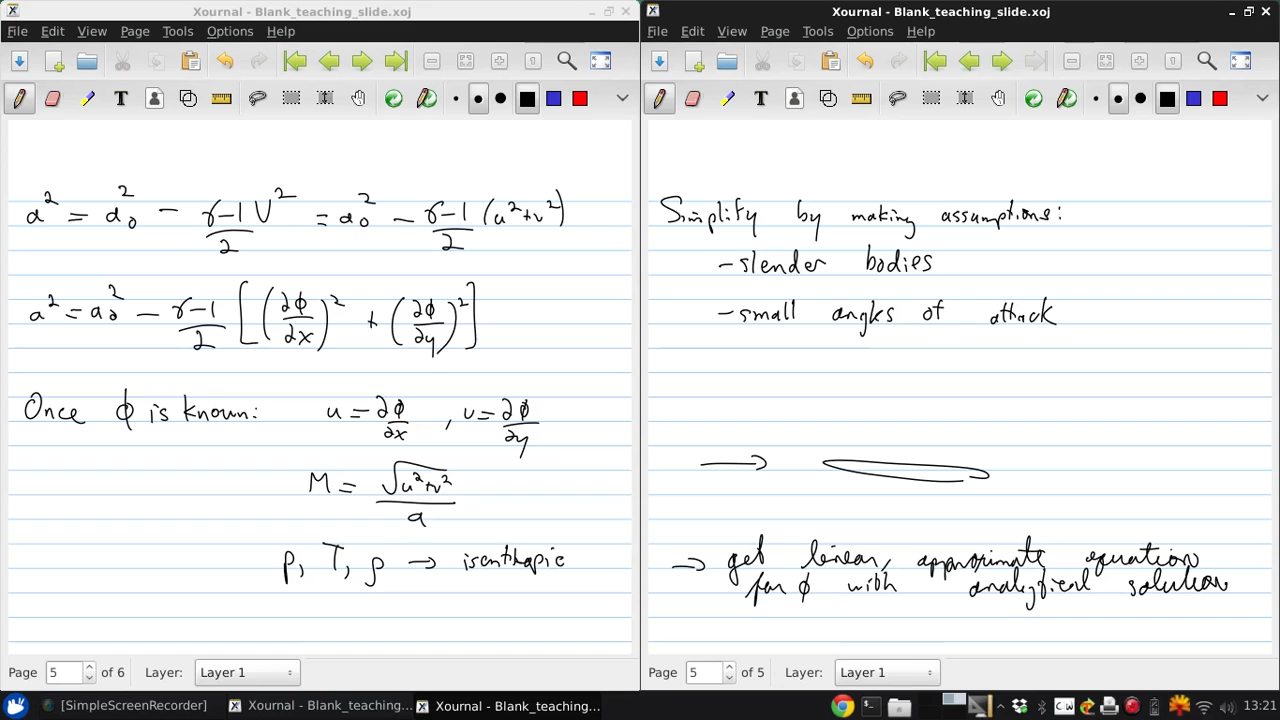 Xournal - Blank_teaching_slide.xoj
File Edit View Page Tools Options Help
a² = a₀² - (γ-1)/2 V² = a₀² - (γ-1)/2 (u²+v²)
a² = a₀² - (γ-1)/2 [(∂ϕ/∂x)² + (∂ϕ/∂y)²]
Once ϕ is known: u = ∂ϕ/∂x , v = ∂ϕ/∂y
M = √(u²+v²)/a
p, T, ρ → isentropic
Page 5 of 6 Layer: Layer 1
Xournal - Blank_teaching_slide.xoj
File Edit View Page Tools Options Help
Simplify by making assumptions:
- slender bodies
- small angles of attack
→ get linear, approximate equation
for ϕ with analytical solution
Page 5 of 5 Layer: Layer 1
[SimpleScreenRecorder] Xournal - Blank_teaching_slide.... Xournal - Blank_teaching_slide.... 13:21